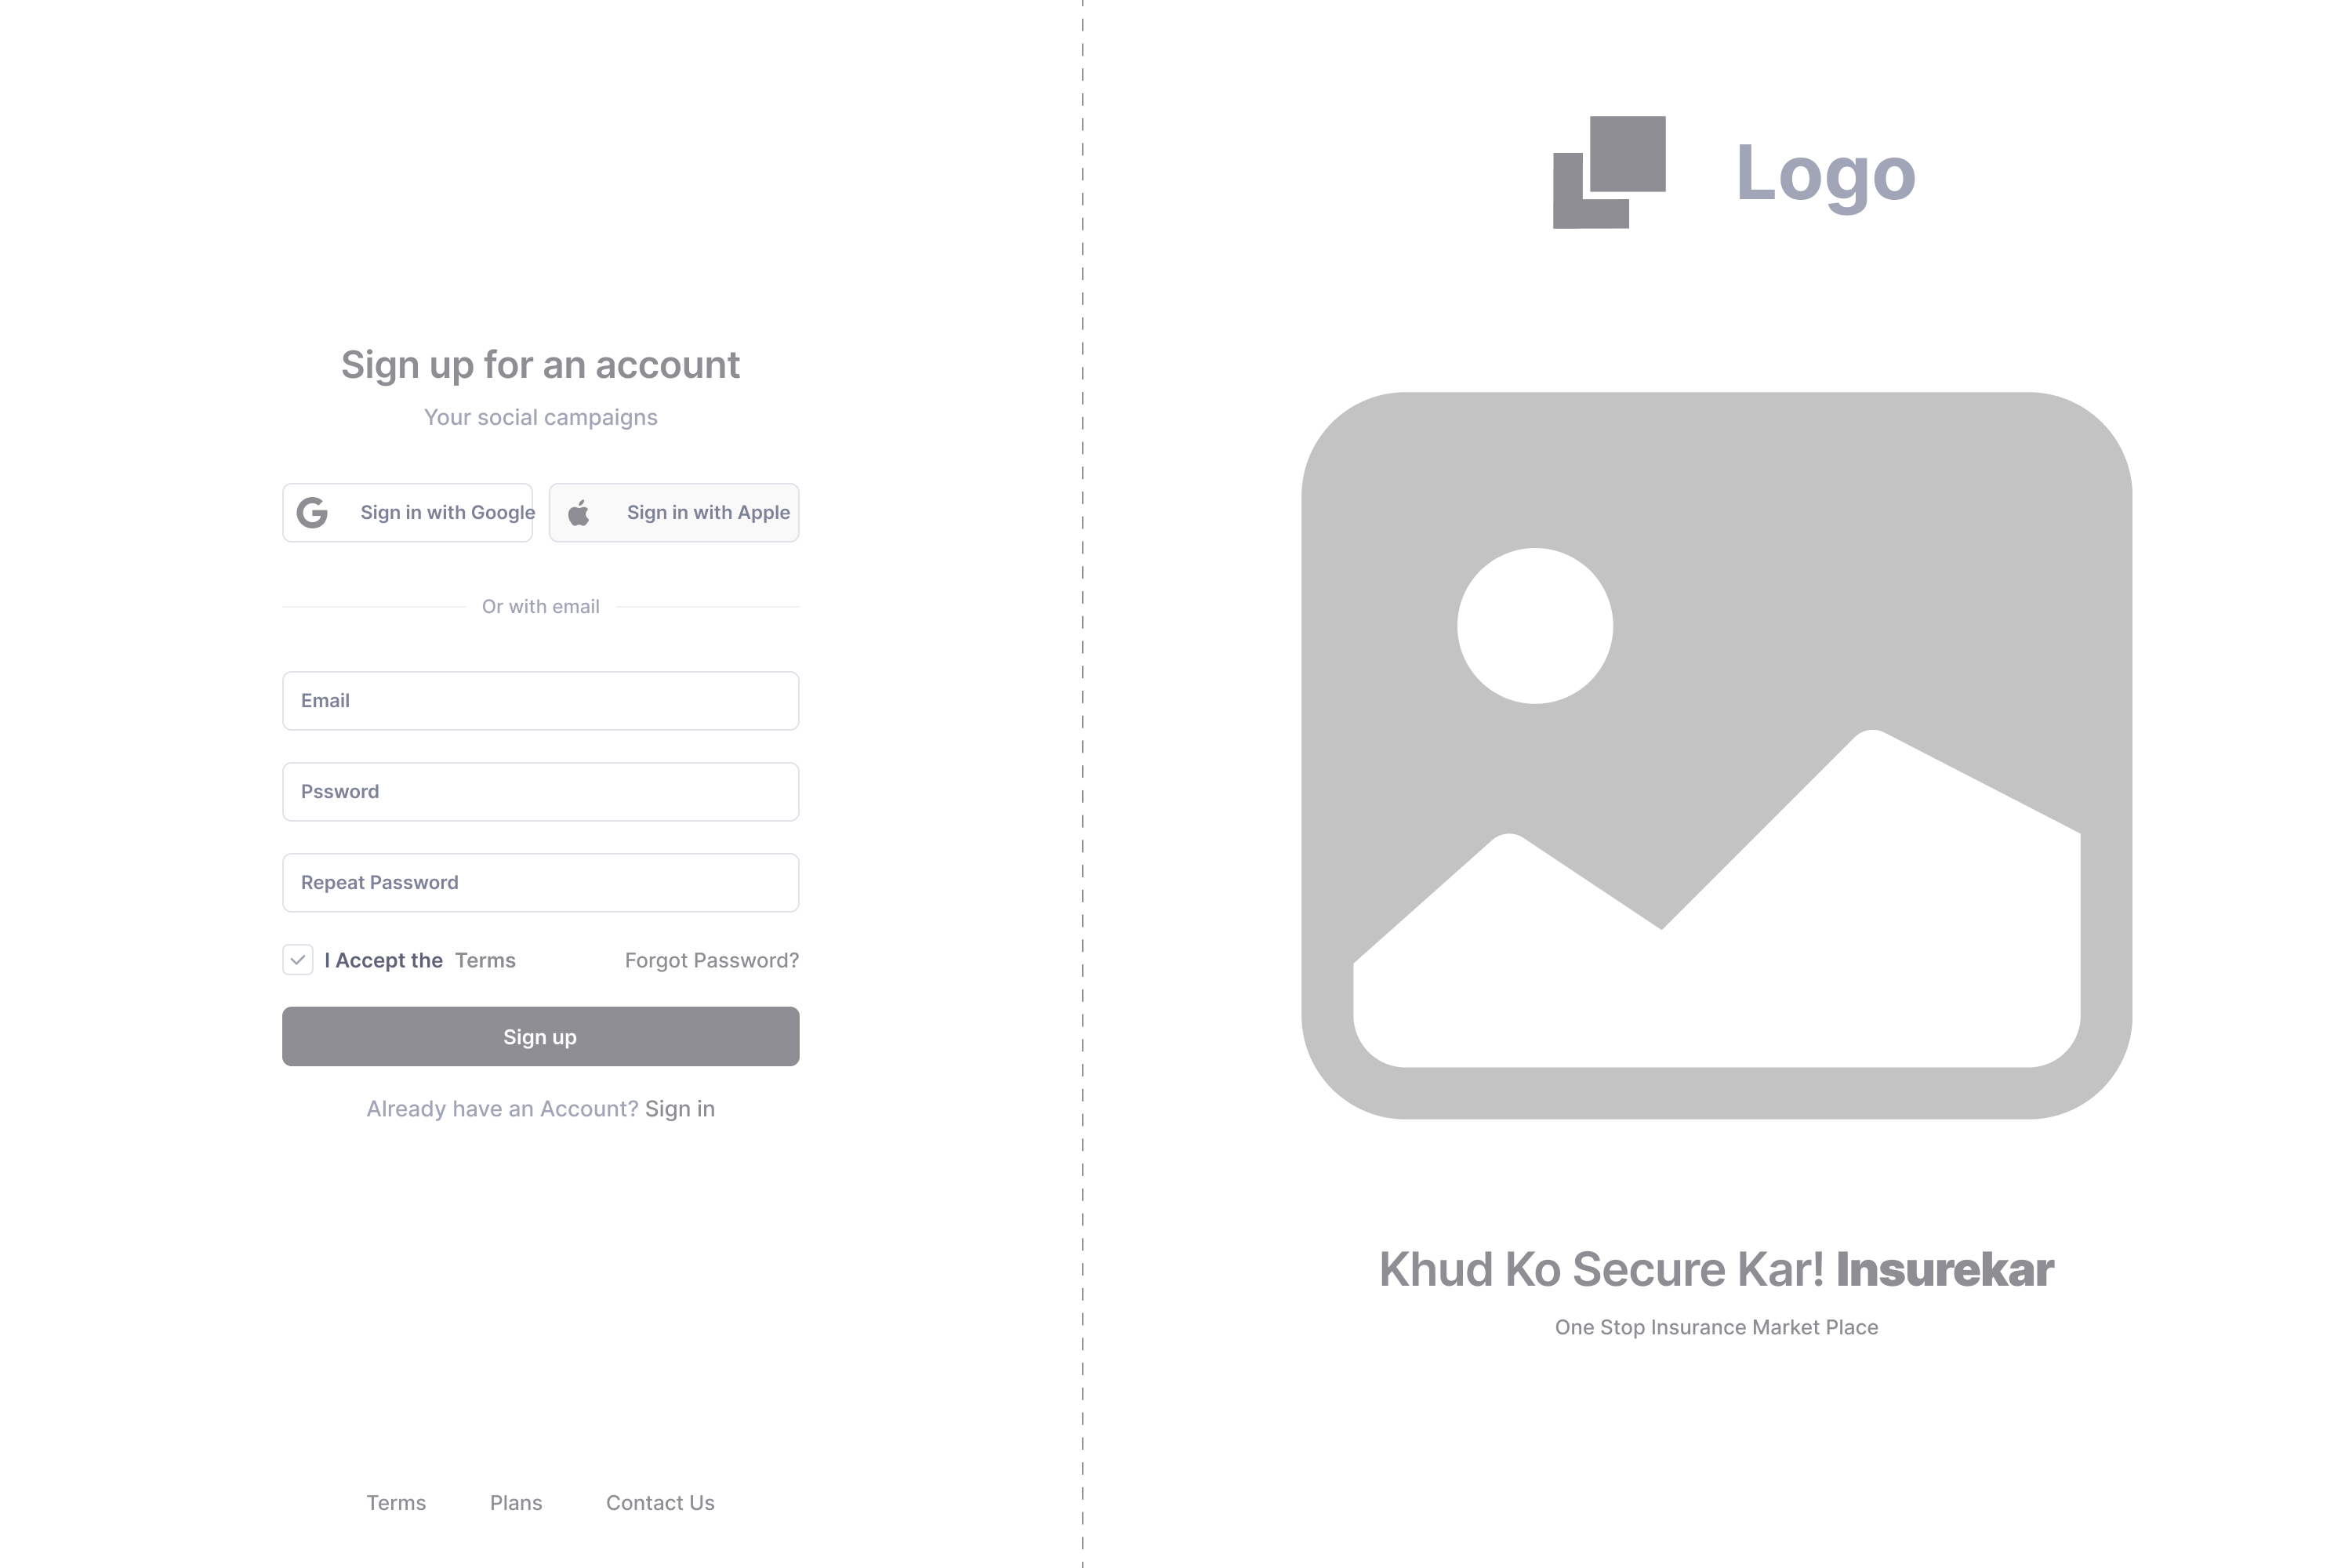 Sign up for an account
Your social campaigns
Sign in with Google
Sign in with Apple
Or with email
Email
Pssword
Repeat Password
I Accept the Terms
Forgot Password?
Sign up
Already have an Account? Sign in
Terms
Plans
Contact Us
Logo
Khud Ko Secure Kar! Insurekar
One Stop Insurance Market Place